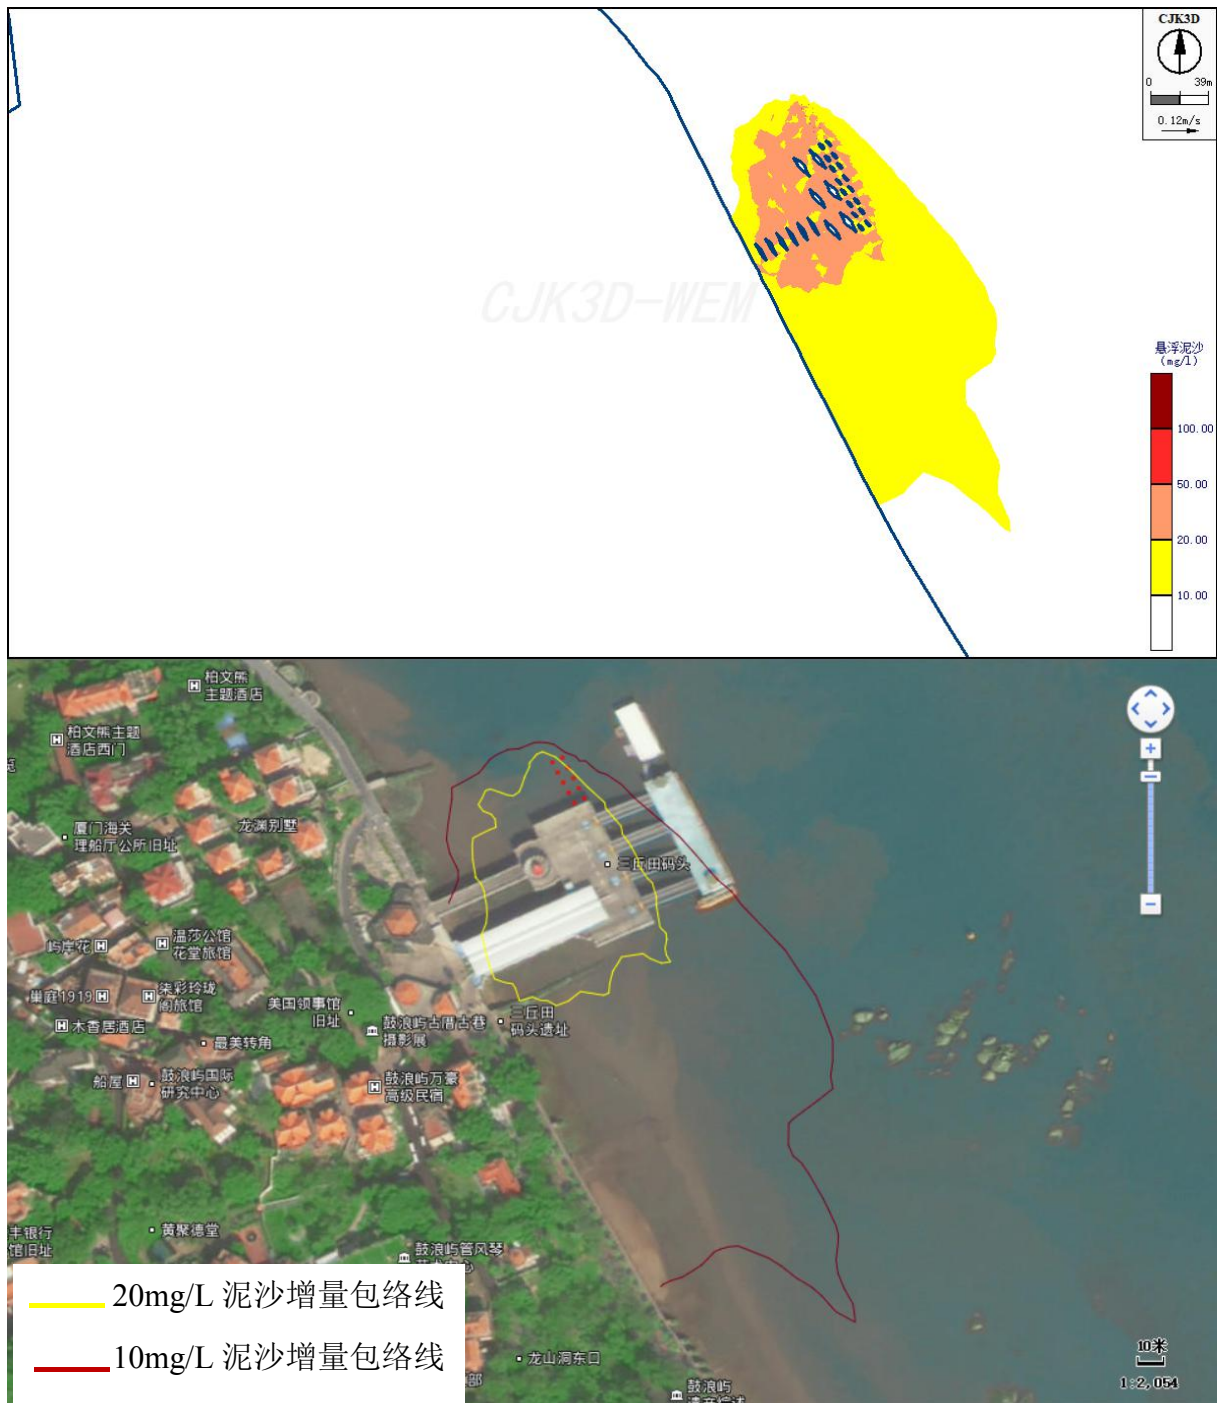 CJK3D
0 39m
0.12m/s
CJK3D-WEM
悬浮泥沙
(mg/l)
100.00
50.00
20.00
10.00
柏文熊
主题酒店
柏文熊主题
酒店西门
览
厦门海关
理船厅公所旧址
龙渊别墅
三丘田码头
屿岸花
温莎公馆
花堂旅馆
巢庭1919
柒彩玲珑
阁旅馆
美国领事馆
旧址
三丘田
码头遗址
木香居酒店
鼓浪屿古厝古巷
摄影展
最美转角
船屋
鼓浪屿国际
研究中心
鼓浪屿万豪
高级民宿
丰银行
馆旧址
黄聚德堂
鼓浪屿管风琴
20mg/L 泥沙增量包络线
10mg/L 泥沙增量包络线
龙山洞东口
鼓浪屿
10米
1:2,054